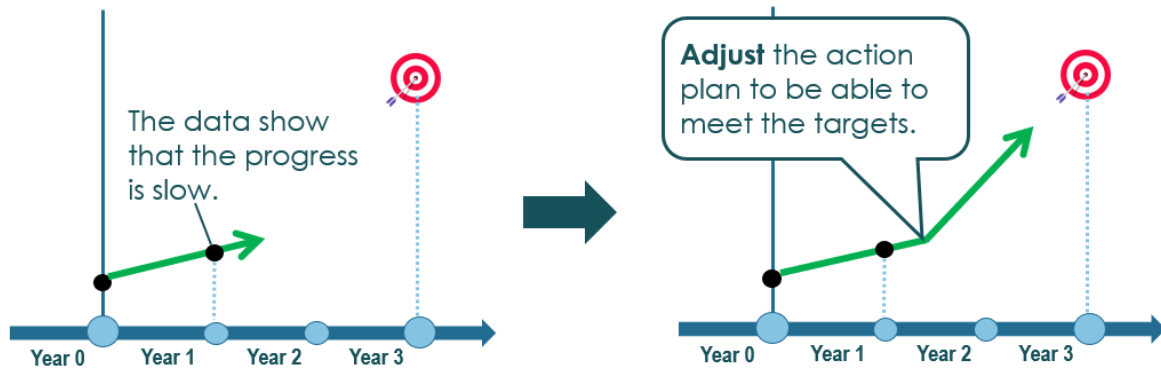 The data show
that the progress
is slow.
Year 0 Year 1 Year 2 Year 3
Adjust the action
plan to be able to
meet the targets.
Year 0 Year 1 Year 2 Year 3